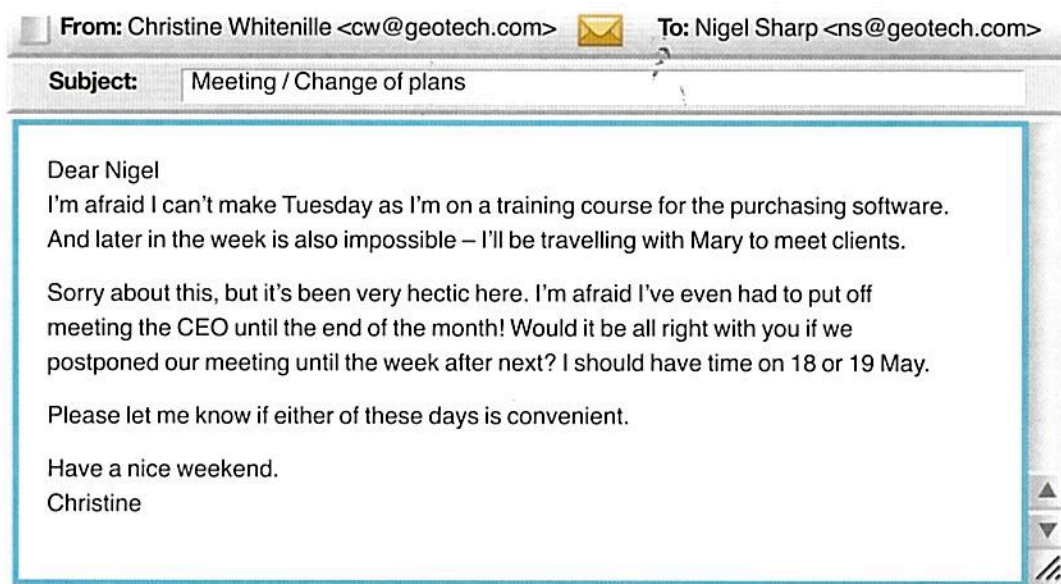 From: Christine Whitenille <cw@geotech.com> To: Nigel Sharp <ns@geotech.com>
Subject: Meeting / Change of plans
Dear Nigel
I'm afraid I can't make Tuesday as I'm on a training course for the purchasing software.
And later in the week is also impossible – I'll be travelling with Mary to meet clients.
Sorry about this, but it's been very hectic here. I'm afraid I've even had to put off
meeting the CEO until the end of the month! Would it be all right with you if we
postponed our meeting until the week after next? I should have time on 18 or 19 May.
Please let me know if either of these days is convenient.
Have a nice weekend.
Christine